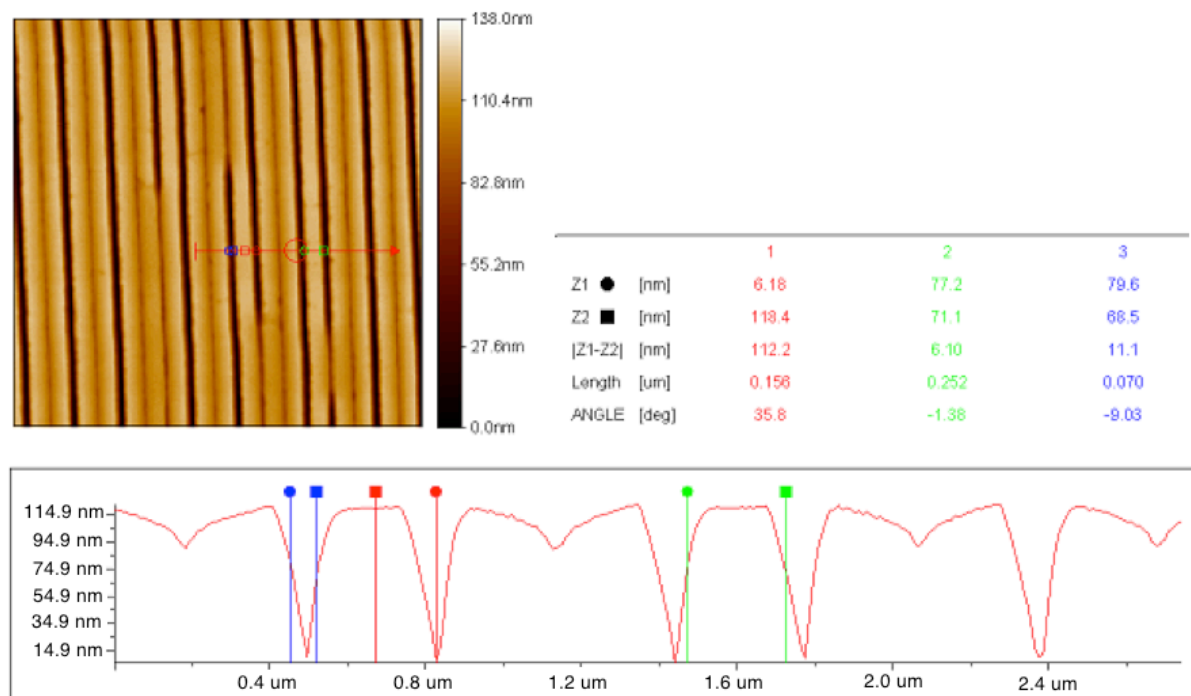 138.0nm
110.4nm
82.8nm
55.2nm
27.6nm
0.0nm
1 2 3
Z1 ● [nm] 6.18 77.2 79.6
Z2 ■ [nm] 118.4 71.1 68.5
|Z1-Z2| [nm] 112.2 6.10 11.1
Length [um] 0.156 0.252 0.070
ANGLE [deg] 35.8 -1.38 -9.03
114.9 nm
94.9 nm
74.9 nm
54.9 nm
34.9 nm
14.9 nm
0.4 um 0.8 um 1.2 um 1.6 um 2.0 um 2.4 um